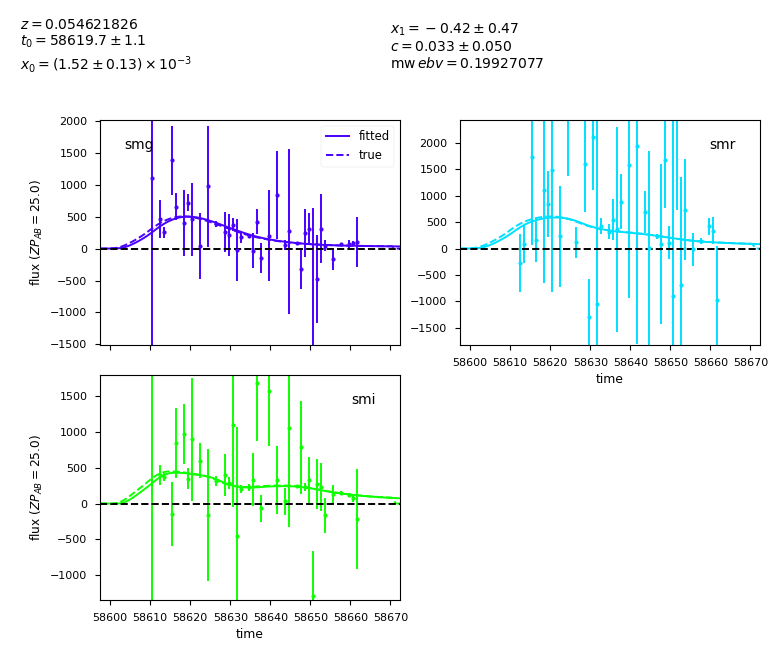 z = 0.054621826
t₀ = 58619.7 ± 1.1
x₀ = (1.52 ± 0.13) × 10⁻³
x₁ = −0.42 ± 0.47
c = 0.033 ± 0.050
mw ebv = 0.19927077
2000
1500
1000
500
0
−500
−1000
−1500
flux (ZP_AB = 25.0)
smg
fitted
true
2000
1500
1000
500
0
−500
−1000
−1500
smr
58600 58610 58620 58630 58640 58650 58660 58670
time
1500
1000
500
0
−500
−1000
flux (ZP_AB = 25.0)
smi
58600 58610 58620 58630 58640 58650 58660 58670
time